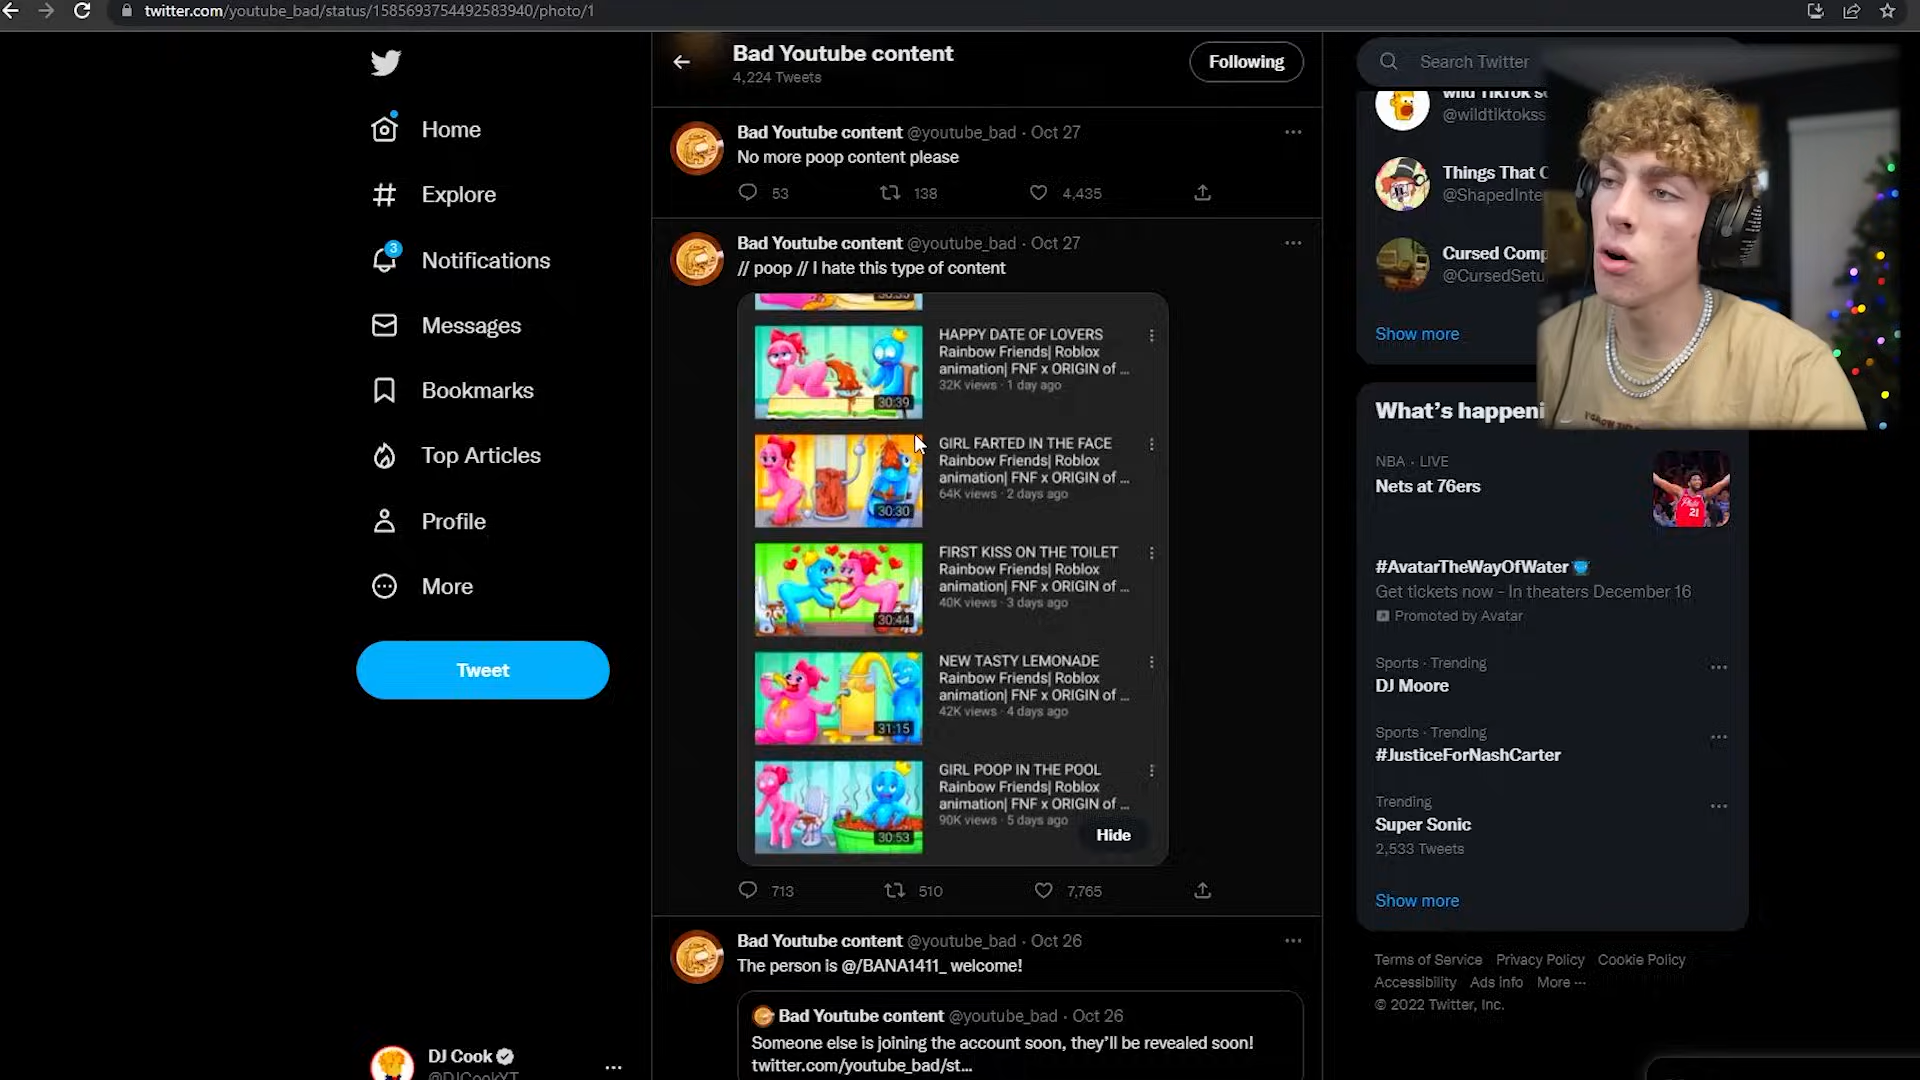 twitter.com/youtube_bad/status/1585693754492583940/photo/1
Home
Explore
3
Notifications
Messages
Bookmarks
Top Articles
Profile
More
Tweet
DJ Cook
@DJCookYT
Bad Youtube content
4,224 Tweets
Following
Bad Youtube content @youtube_bad · Oct 27
No more poop content please
53 138 4,435
Bad Youtube content @youtube_bad · Oct 27
// poop // I hate this type of content
30:35
HAPPY DATE OF LOVERS
Rainbow Friends| Roblox
animation| FNF x ORIGIN of ...
32K views · 1 day ago
30:39
GIRL FARTED IN THE FACE
Rainbow Friends| Roblox
animation| FNF x ORIGIN of ...
64K views · 2 days ago
30:30
FIRST KISS ON THE TOILET
Rainbow Friends| Roblox
animation| FNF x ORIGIN of ...
40K views · 3 days ago
30:44
NEW TASTY LEMONADE
Rainbow Friends| Roblox
animation| FNF x ORIGIN of ...
42K views · 4 days ago
31:15
GIRL POOP IN THE POOL
Rainbow Friends| Roblox
animation| FNF x ORIGIN of ...
90K views · 5 days ago
30:53
Hide
713 510 7,765
Bad Youtube content @youtube_bad · Oct 26
The person is @/BANA1411_ welcome!
Bad Youtube content @youtube_bad · Oct 26
Someone else is joining the account soon, they'll be revealed soon!
twitter.com/youtube_bad/st...
Search Twitter
wild TikTok s
@wildtiktokss
Things That C
@ShapedInte
Cursed Comp
@CursedSetu
Show more
What's happeni
NBA · LIVE
Nets at 76ers
21
#AvatarTheWayOfWater
Get tickets now - In theaters December 16
Promoted by Avatar
Sports · Trending
DJ Moore
Sports · Trending
#JusticeForNashCarter
Trending
Super Sonic
2,533 Tweets
Show more
Terms of Service Privacy Policy Cookie Policy
Accessibility Ads info More ...
© 2022 Twitter, Inc.